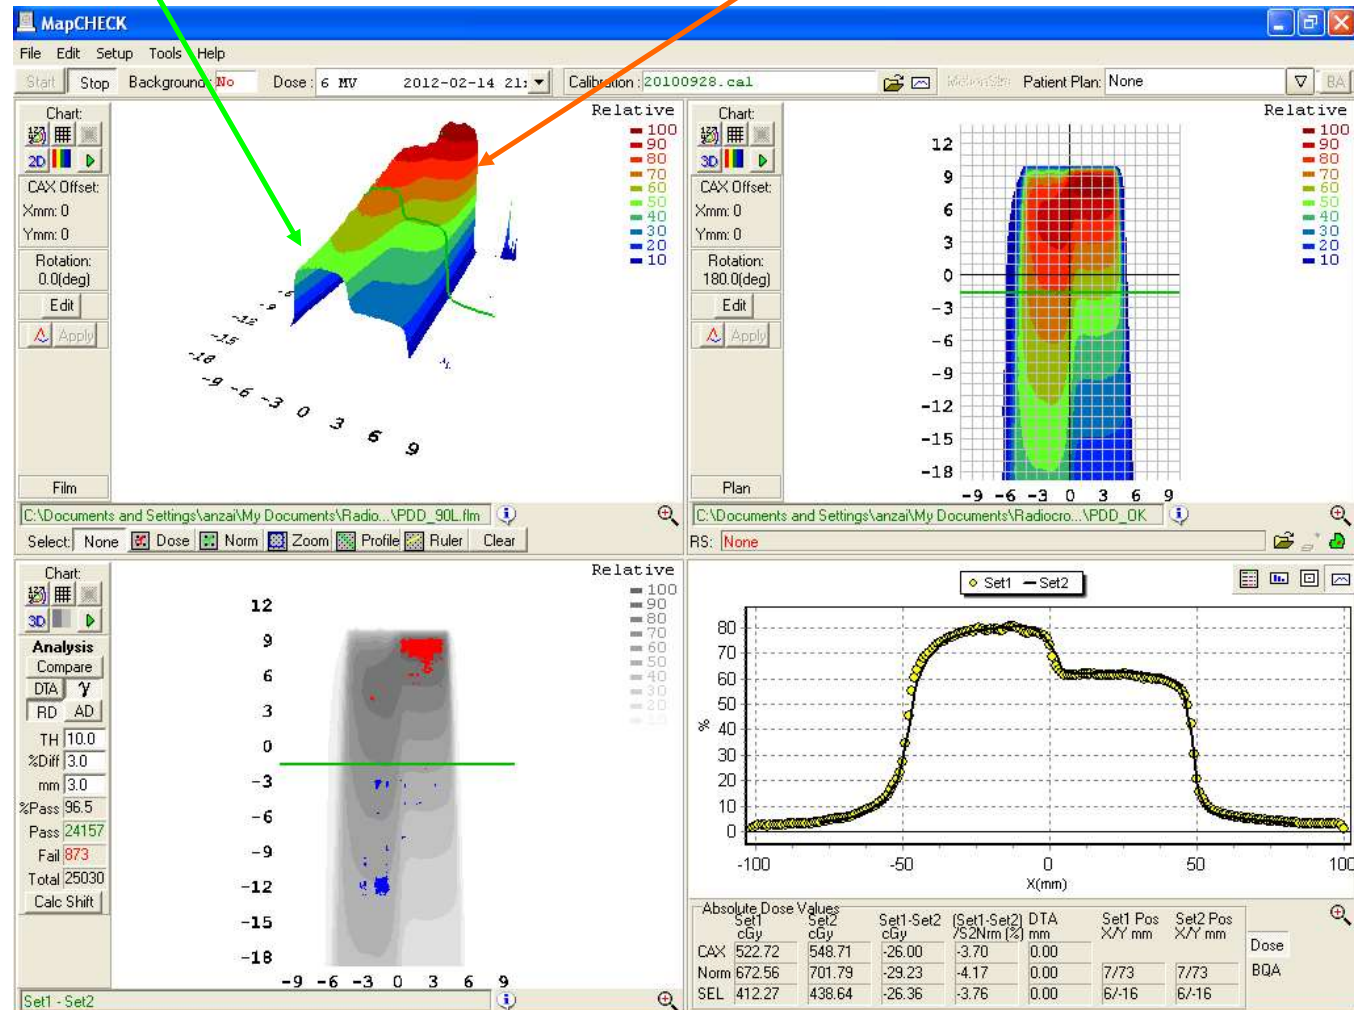 MapCHECK
File Edit Setup Tools Help
Start Stop Background: No Dose: 6 MV 2012-02-14 21: Calibration: 20100928.cal Patient Plan: None BA
Chart:
2D
CAX Offset:
Xmm: 0
Ymm: 0
Rotation:
0.0(deg)
Edit
Apply
Film
Relative
100
90
80
70
60
50
40
30
20
10
-6
-9
-12
-15
-18
-9 -6 -3 0 3 6 9
C:\Documents and Settings\anzai\My Documents\Radio...\PDD_90L.flm
Select: None Dose Norm Zoom Profile Ruler Clear
Chart:
3D
CAX Offset:
Xmm: 0
Ymm: 0
Rotation:
180.0(deg)
Edit
Apply
Plan
Relative
100
90
80
70
60
50
40
30
20
10
12
9
6
3
0
-3
-6
-9
-12
-15
-18
-9 -6 -3 0 3 6 9
C:\Documents and Settings\anzai\My Documents\Radiocro...\PDD_OK
RS: None
Chart:
3D
Analysis
Compare
DTA γ
RD AD
TH 10.0
%Diff 3.0
mm 3.0
%Pass 96.5
Pass 24157
Fail 873
Total 25030
Calc Shift
Relative
100
90
80
70
60
50
40
30
20
10
12
9
6
3
0
-3
-6
-9
-12
-15
-18
-9 -6 -3 0 3 6 9
Set1 - Set2
Set1 Set2
80
70
60
50
40
30
20
10
0
%
-100 -50 0 50 100
X(mm)
Absolute Dose Values
Set1 Set2 Set1-Set2 (Set1-Set2) DTA Set1 Pos Set2 Pos
cGy cGy cGy /S2Nrm (%) mm X/Y mm X/Y mm
CAX 522.72 548.71 -26.00 -3.70 0.00
Norm 672.56 701.79 -29.23 -4.17 0.00 7/73 7/73
SEL 412.27 438.64 -26.36 -3.76 0.00 6/-16 6/-16
Dose
BQA